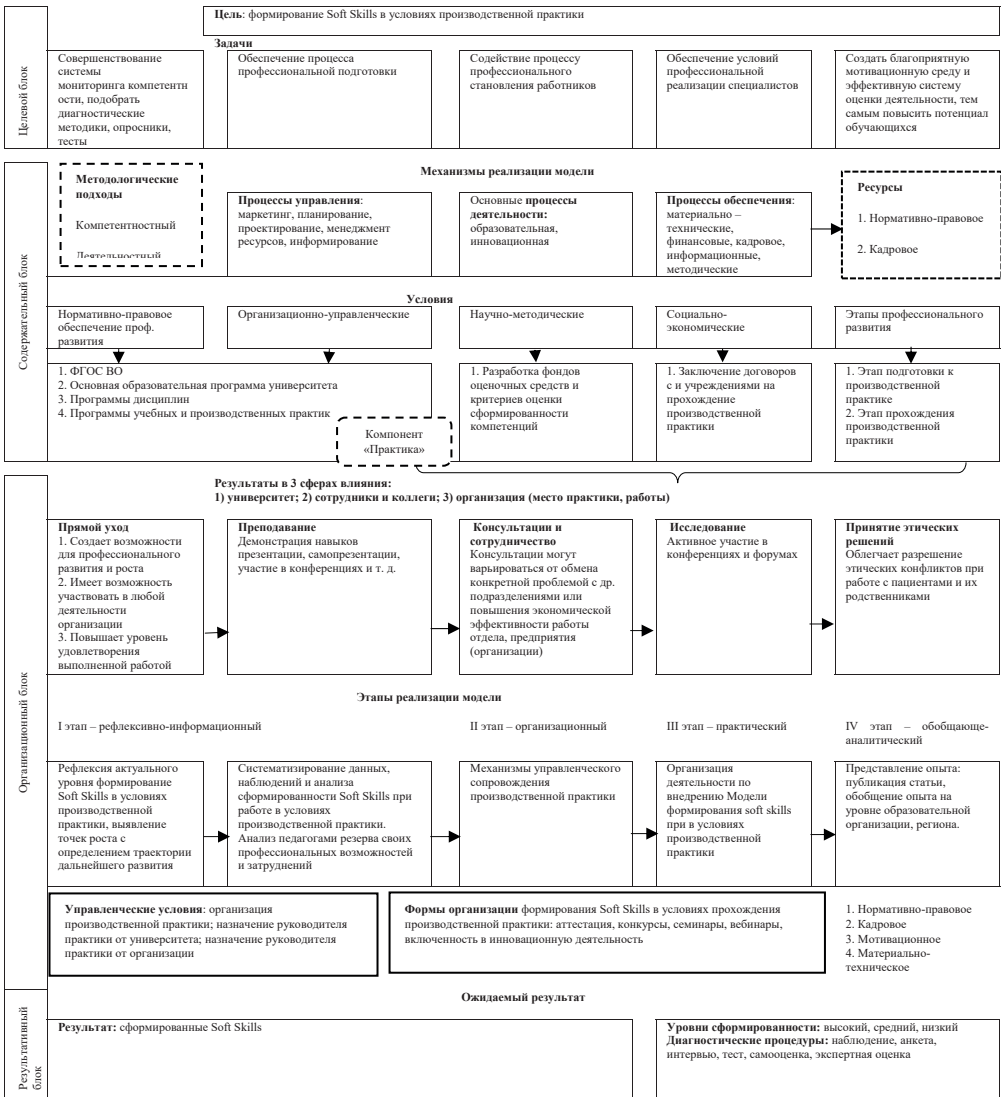 Целевой блок
Цель: формирование Soft Skills в условиях производственной практики
Задачи
Совершенствование
системы
мониторинга компетентн
ости, подобрать
диагностические
методики, опросники,
тесты
Обеспечение процесса
профессиональной подготовки
Содействие процессу
профессионального
становления работников
Обеспечение условий
профессиональной
реализации специалистов
Создать благоприятную
мотивационную среду и
эффективную систему
оценки деятельности, тем
самым повысить потенциал
обучающихся
Содержательный блок
Механизмы реализации модели
Методологические
подходы
Компетентностный
Деятельностный
Процессы управления:
маркетинг, планирование,
проектирование, менеджмент
ресурсов, информирование
Основные процессы
деятельности:
образовательная,
инновационная
Процессы обеспечения:
материально –
технические,
финансовые, кадровое,
информационные,
методические
Ресурсы
1. Нормативно-правовое
2. Кадровое
Условия
Нормативно-правовое
обеспечение проф.
развития
Организационно-управленческие
Научно-методические
Социально-
экономические
Этапы профессионального
развития
1. ФГОС ВО
2. Основная образовательная программа университета
3. Программы дисциплин
4. Программы учебных и производственных практик
Компонент
«Практика»
1. Разработка фондов
оценочных средств и
критериев оценки
сформированности
компетенций
1. Заключение договоров
с и учреждениями на
прохождение
производственной
практики
1. Этап подготовки к
производственной
практике
2. Этап прохождения
производственной
практики
Организационный блок
Результаты в 3 сферах влияния:
1) университет; 2) сотрудники и коллеги; 3) организация (место практики, работы)
Прямой уход
1. Создает возможности
для профессионального
развития и роста
2. Имеет возможность
участвовать в любой
деятельности
организации
3. Повышает уровень
удовлетворения
выполненной работой
Преподавание
Демонстрация навыков
презентации, самопрезентации,
участие в конференциях и т. д.
Консультации и
сотрудничество
Консультации могут
варьироваться от обмена
конкретной проблемой с др.
подразделениями или
повышения экономической
эффективности работы
отдела, предприятия
(организации)
Исследование
Активное участие в
конференциях и форумах
Принятие этических
решений
Облегчает разрешение
этических конфликтов при
работе с пациентами и их
родственниками
Этапы реализации модели
I этап – рефлексивно-информационный
II этап – организационный
III этап – практический
IV этап – обобщающе-
аналитический
Рефлексия актуального
уровня формирование
Soft Skills в условиях
производственной
практики, выявление
точек роста с
определением траектории
дальнейшего развития
Систематизирование данных,
наблюдений и анализа
сформированности Soft Skills при
работе в условиях
производственной практики.
Анализ педагогами резерва своих
профессиональных возможностей
и затруднений
Механизмы управленческого
сопровождения
производственной практики
Организация
деятельности по
внедрению Модели
формирования soft skills
при в условиях
производственной
практики
Представление опыта:
публикация статьи,
обобщение опыта на
уровне образовательной
организации, региона.
Управленческие условия: организация
производственной практики; назначение руководителя
практики от университета; назначение руководителя
практики от организации
Формы организации формирования Soft Skills в условиях прохождения
производственной практики: аттестация, конкурсы, семинары, вебинары,
включенность в инновационную деятельность
1. Нормативно-правовое
2. Кадровое
3. Мотивационное
4. Материально-
техническое
Результативный
блок
Ожидаемый результат
Результат: сформированные Soft Skills
Уровни сформированности: высокий, средний, низкий
Диагностические процедуры: наблюдение, анкета,
интервью, тест, самооценка, экспертная оценка